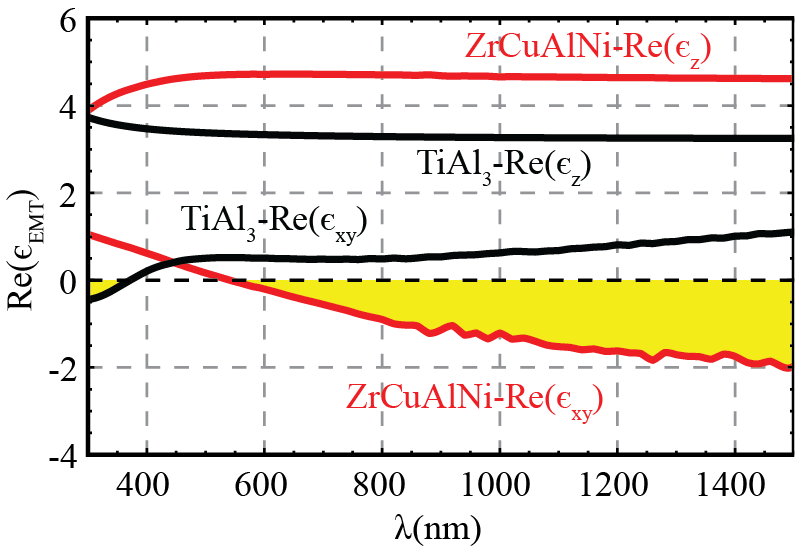 6
ZrCuAlNi-Re(ϵz)
4
TiAl3-Re(ϵz)
2
TiAl3-Re(ϵxy)
Re(ϵEMT)
0
-2
ZrCuAlNi-Re(ϵxy)
-4
400 600 800 1000 1200 1400
λ(nm)